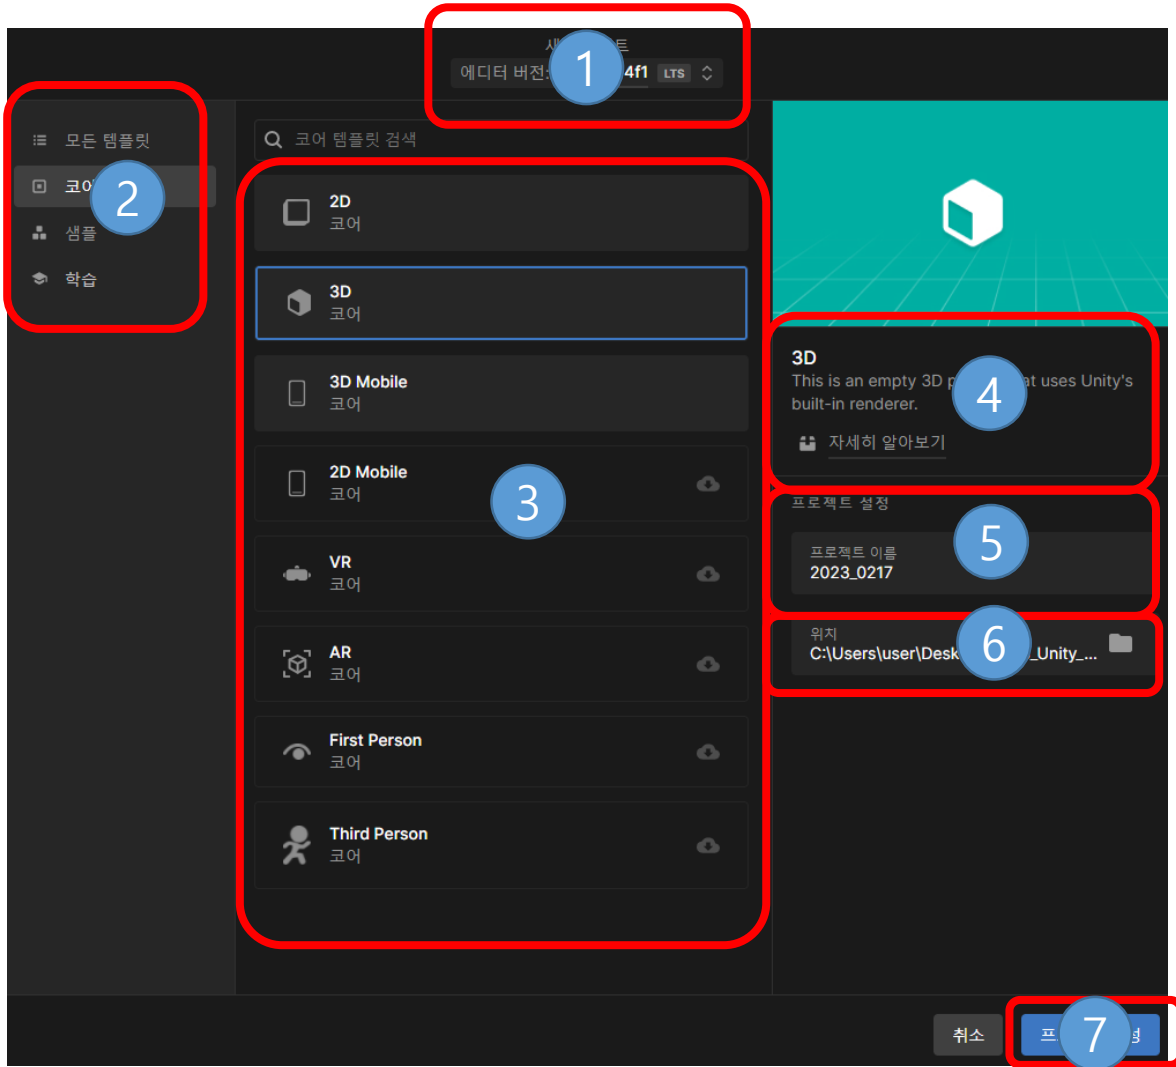 에디터 버전: 4f1 LTS
1
모든 템플릿
샘플
학습
2
코어 템플릿 검색
2D
코어
3D
코어
3D Mobile
코어
2D Mobile
코어
VR
코어
AR
코어
First Person
코어
Third Person
코어
3
3D
This is an empty 3D uses Unity's
built-in renderer.
자세히 알아보기
4
프로젝트 설정
프로젝트 이름
2023_0217
5
위치
C:\Users\user\Desk _Unity_...
6
취소
7